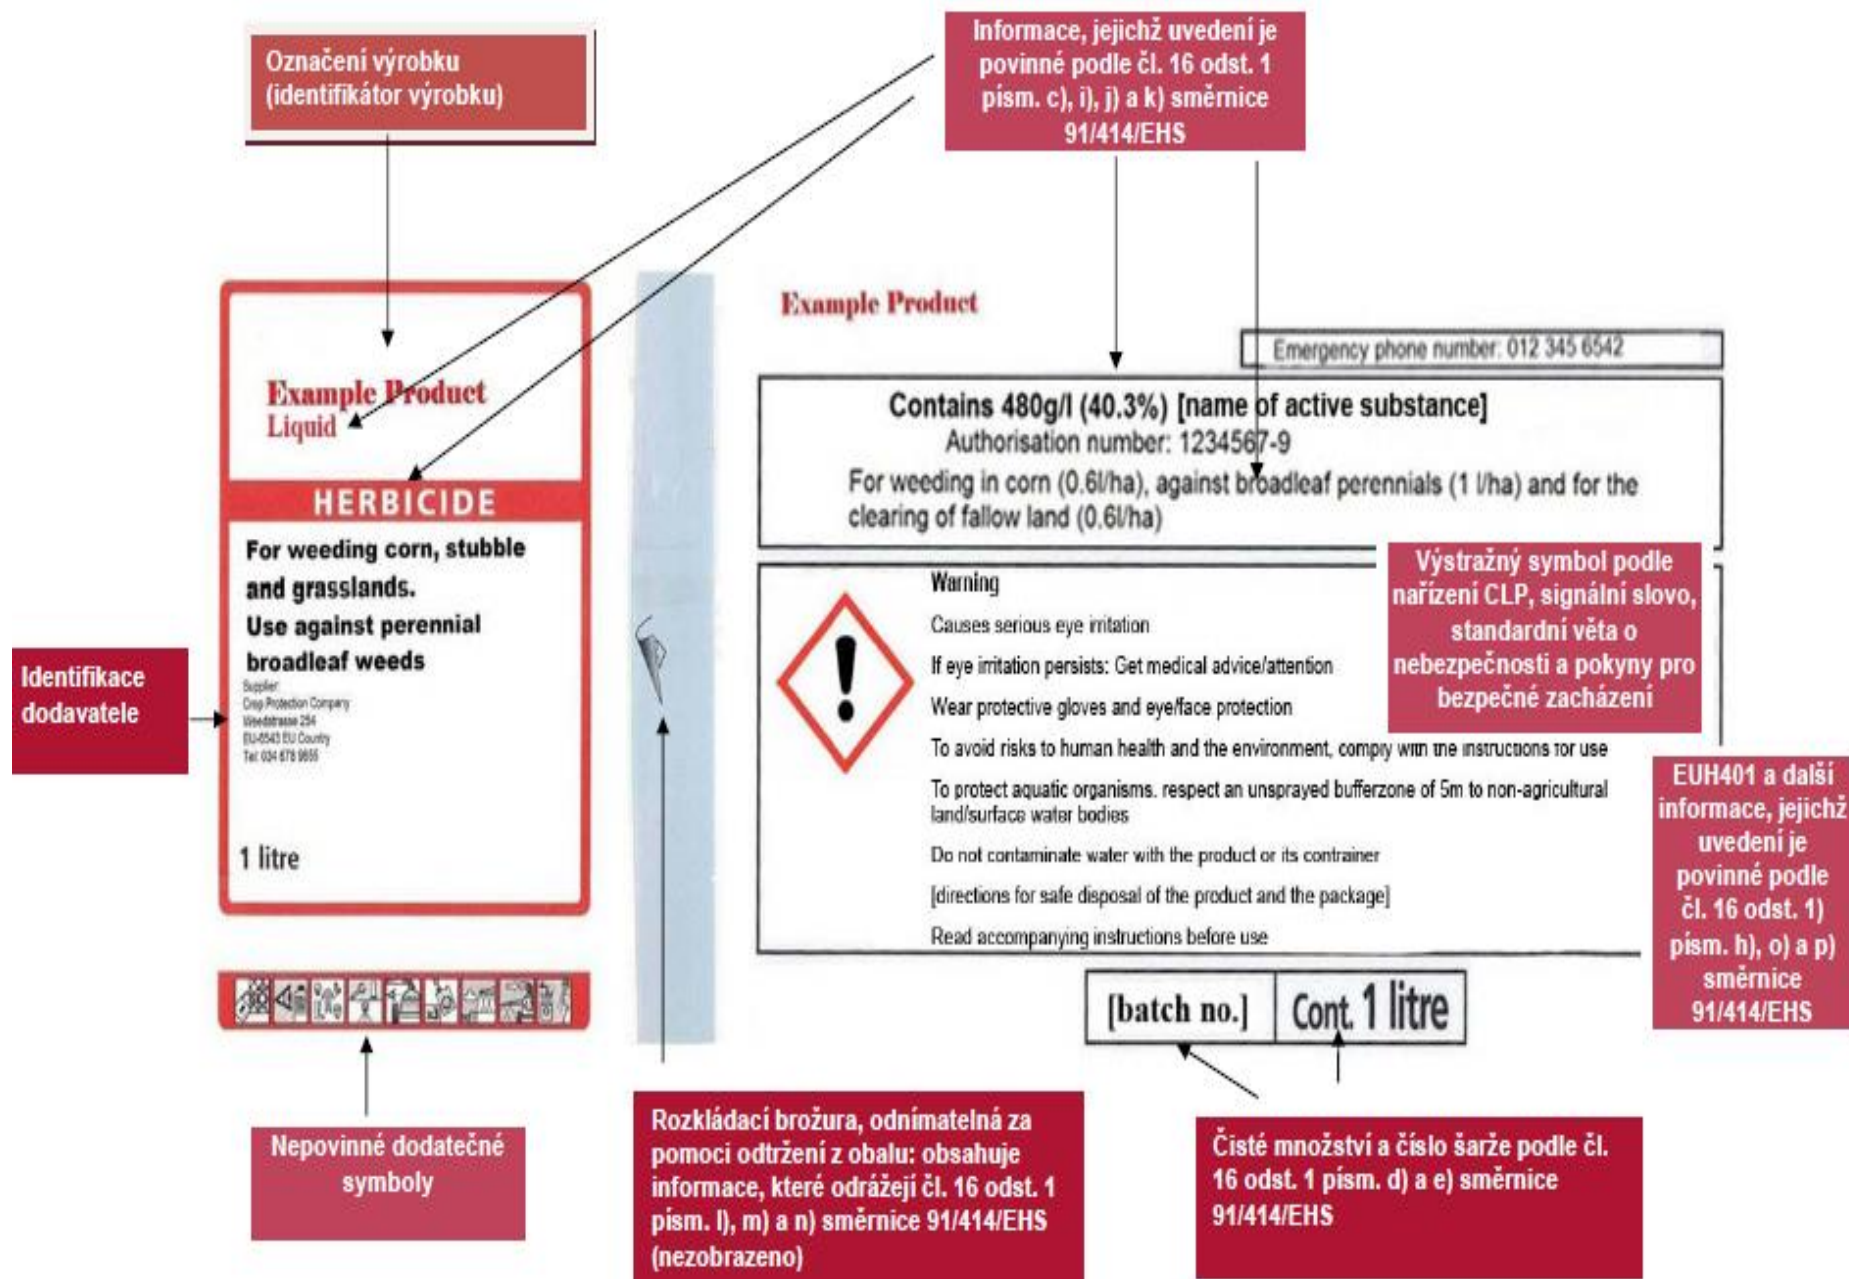 Označení výrobku
(identifikátor výrobku)
Informace, jejichž uvedení je
povinné podle čl. 16 odst. 1
písm. c), i), j) a k) směrnice
91/414/EHS
Example Product
Liquid
HERBICIDE
For weeding corn, stubble
and grasslands.
Use against perennial
broadleaf weeds
Supplier
Crop Protection Company
Weedstrasse 254
EU-6543 EU Country
Tel: 034 678 9655
1 litre
Identifikace
dodavatele
Nepovinné dodatečné
symboly
Example Product
Emergency phone number: 012 345 6542
Contains 480g/l (40.3%) [name of active substance]
Authorisation number: 1234567-9
For weeding in corn (0.6l/ha), against broadleaf perennials (1 l/ha) and for the
clearing of fallow land (0.6l/ha)
Warning
Causes serious eye irritation
If eye irritation persists: Get medical advice/attention
Wear protective gloves and eye/face protection
To avoid risks to human health and the environment, comply with the instructions for use
To protect aquatic organisms. respect an unsprayed bufferzone of 5m to non-agricultural
land/surface water bodies
Do not contaminate water with the product or its contrainer
[directions for safe disposal of the product and the package]
Read accompanying instructions before use
Výstražný symbol podle
nařízení CLP, signální slovo,
standardní věta o
nebezpečnosti a pokyny pro
bezpečné zacházení
EUH401 a další
informace, jejichž
uvedení je
povinné podle
čl. 16 odst. 1)
písm. h), o) a p)
směrnice
91/414/EHS
[batch no.]
Cont. 1 litre
Rozkládací brožura, odnímatelná za
pomoci odtržení z obalu: obsahuje
informace, které odrážejí čl. 16 odst. 1
písm. l), m) a n) směrnice 91/414/EHS
(nezobrazeno)
Čisté množství a číslo šarže podle čl.
16 odst. 1 písm. d) a e) směrnice
91/414/EHS